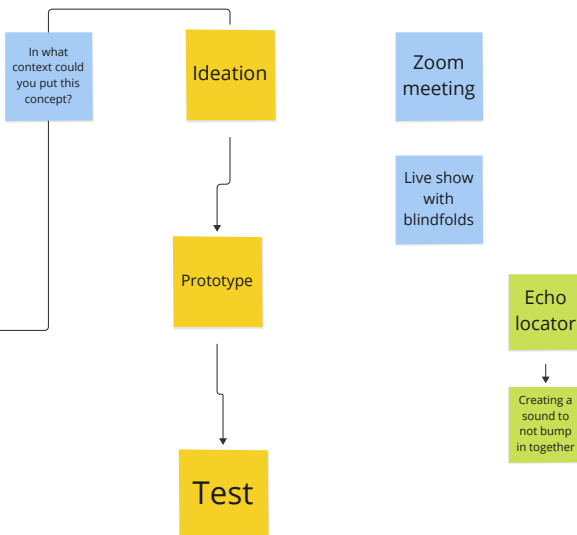 In what
context could
you put this
concept?
Ideation
Zoom
meeting
Live show
with
blindfolds
Prototype
Echo
locator
Creating a
sound to
not bump
in together
Test